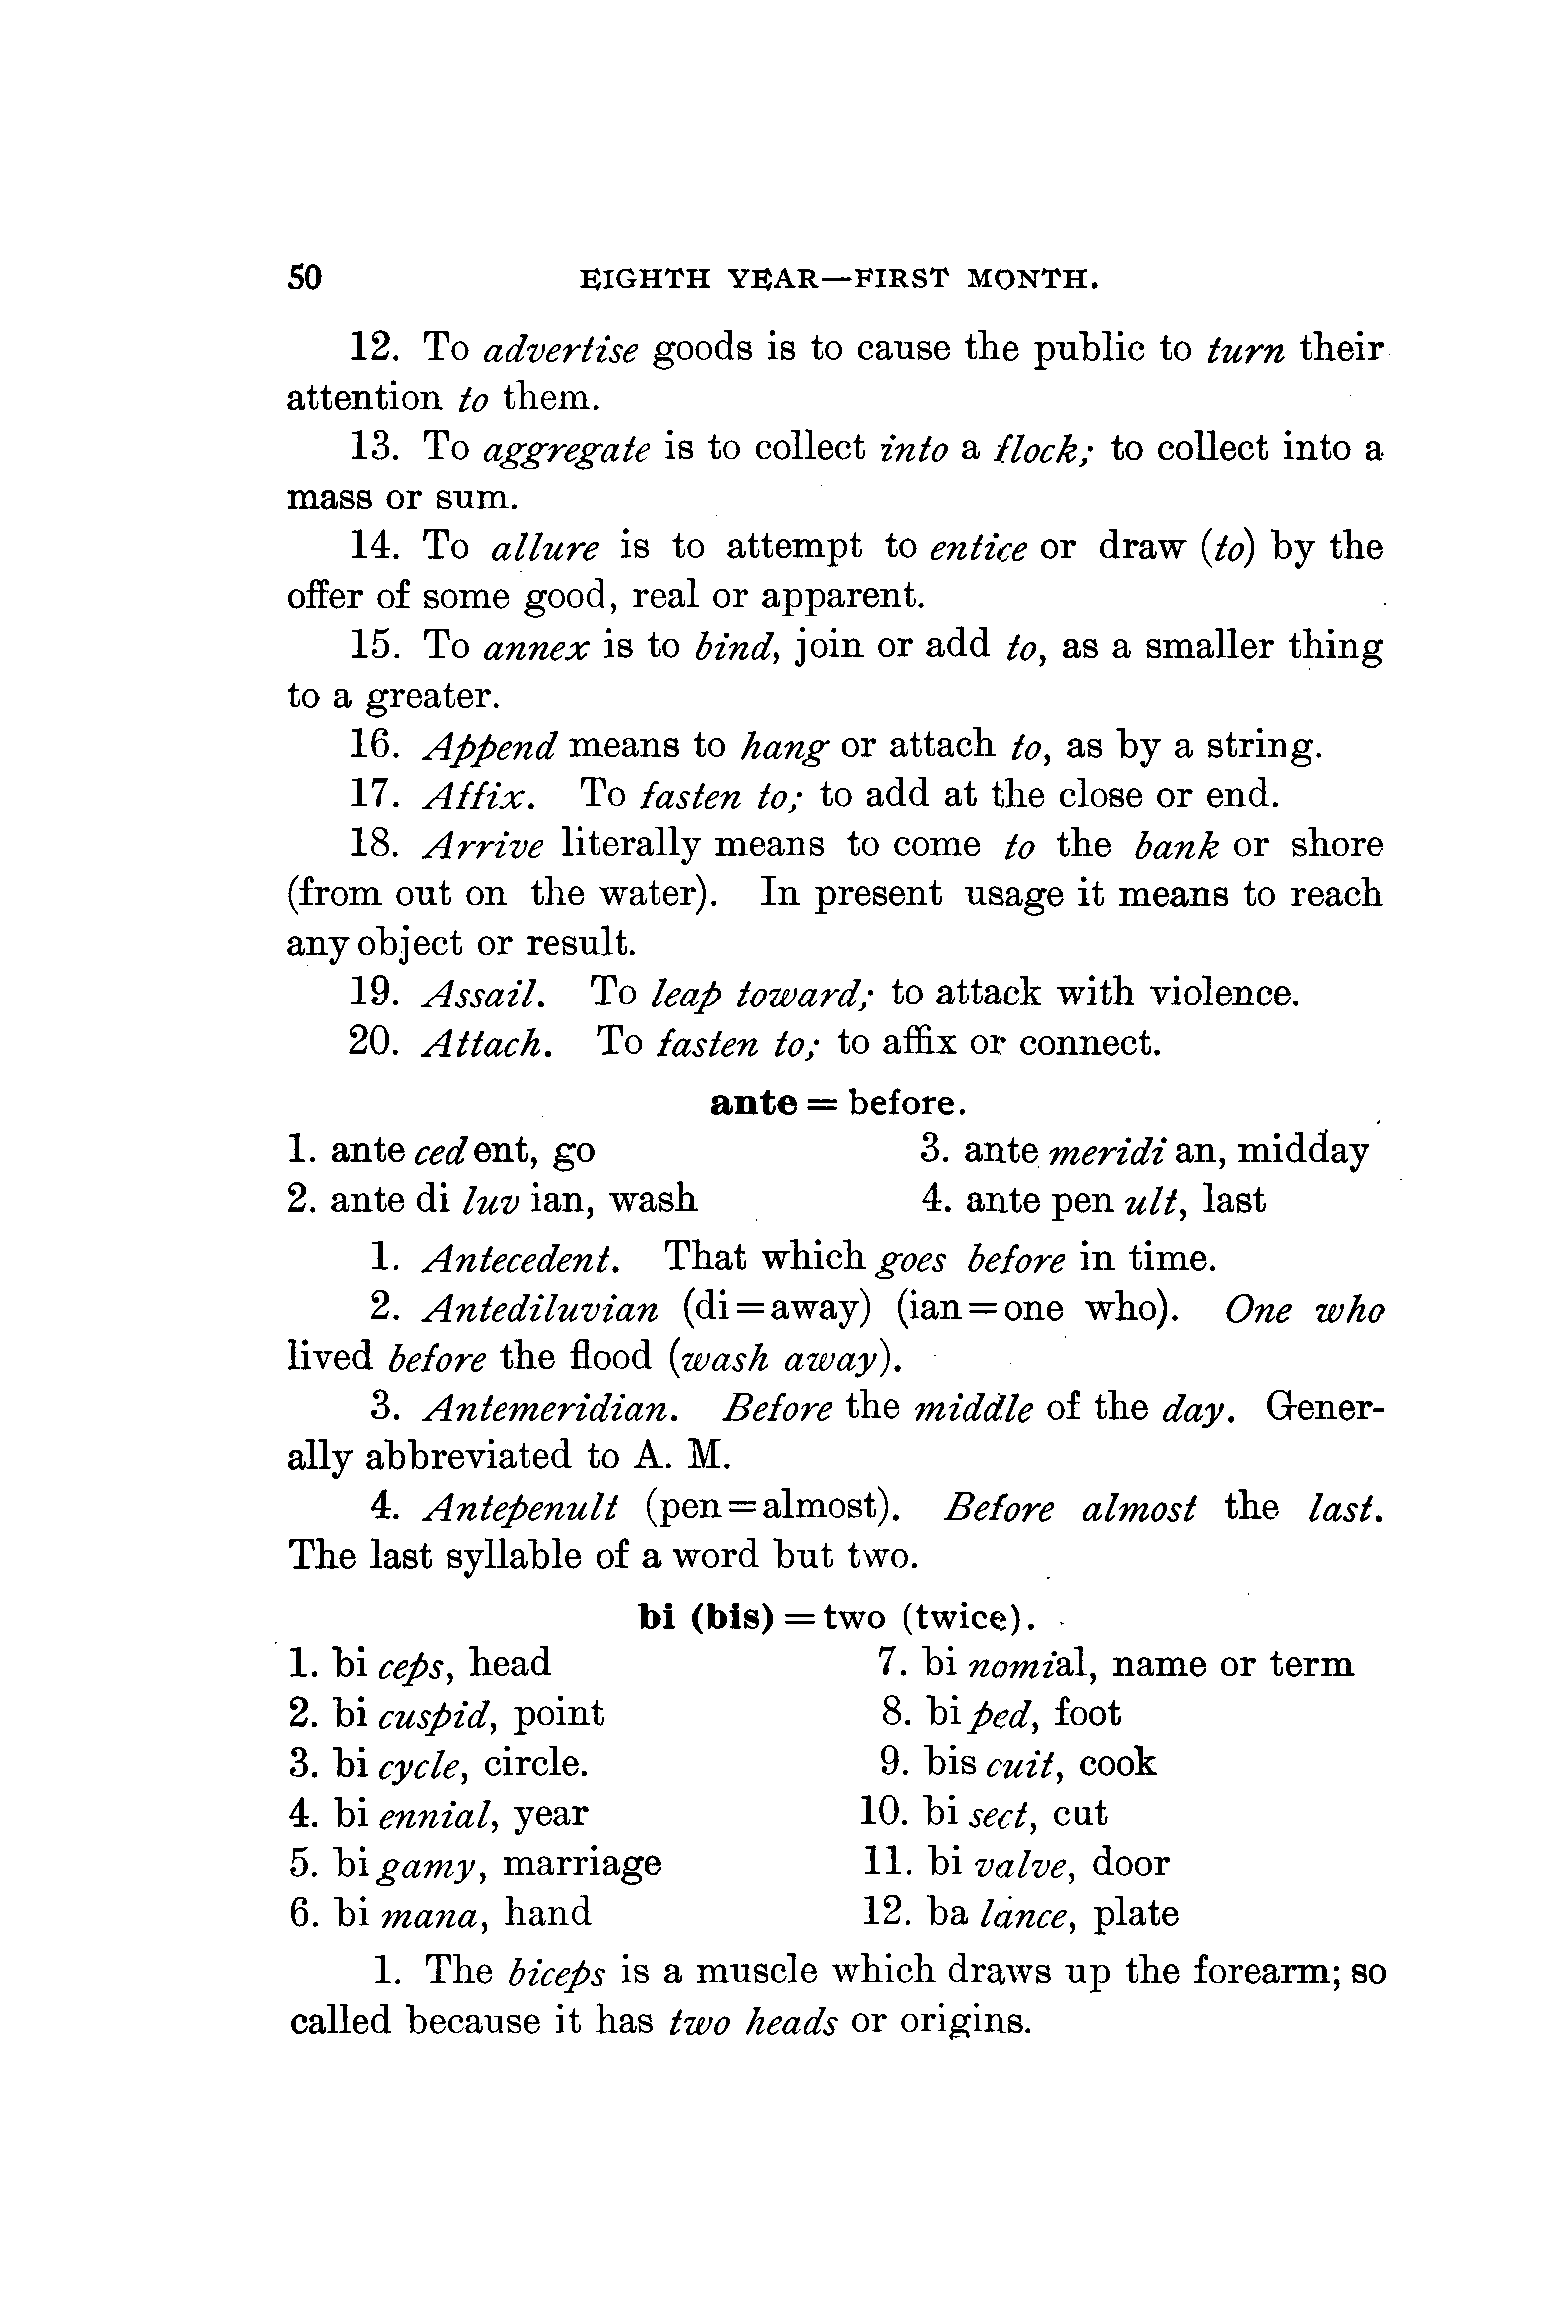 50 EIGHTH YEAR—FIRST MONTH.
12. To advertise goods is to cause the public to turn their
attention to them.
13. To aggregate is to collect into a flock; to collect into a
mass or sum.
14. To allure is to attempt to entice or draw (to) by the
offer of some good, real or apparent.
15. To annex is to bind, join or add to, as a smaller thing
to a greater.
16. Append means to hang or attach to, as by a string.
17. Affix. To fasten to; to add at the close or end.
18. Arrive literally means to come to the bank or shore
(from out on the water). In present usage it means to reach
any object or result.
19. Assail. To leap toward; to attack with violence.
20. Attach. To fasten to; to affix or connect.
ante = before.
1. ante ced ent, go 3. ante meridi an, midday
2. ante di luv ian, wash 4. ante pen ult, last
1. Antecedent. That which goes before in time.
2. Antediluvian (di=away) (ian=one who). One who
lived before the flood (wash away).
3. Antemeridian. Before the middle of the day. Gener-
ally abbreviated to A. M.
4. Antepenult (pen=almost). Before almost the last.
The last syllable of a word but two.
bi (bis)=two (twice).
1. bi ceps, head 7. bi nomial, name or term
2. bi cuspid, point 8. bi ped, foot
3. bi cycle, circle. 9. bis cuit, cook
4. bi ennial, year 10. bi sect, cut
5. bi gamy, marriage 11. bi valve, door
6. bi mana, hand 12. ba lance, plate
1. The biceps is a muscle which draws up the forearm; so
called because it has two heads or origins.